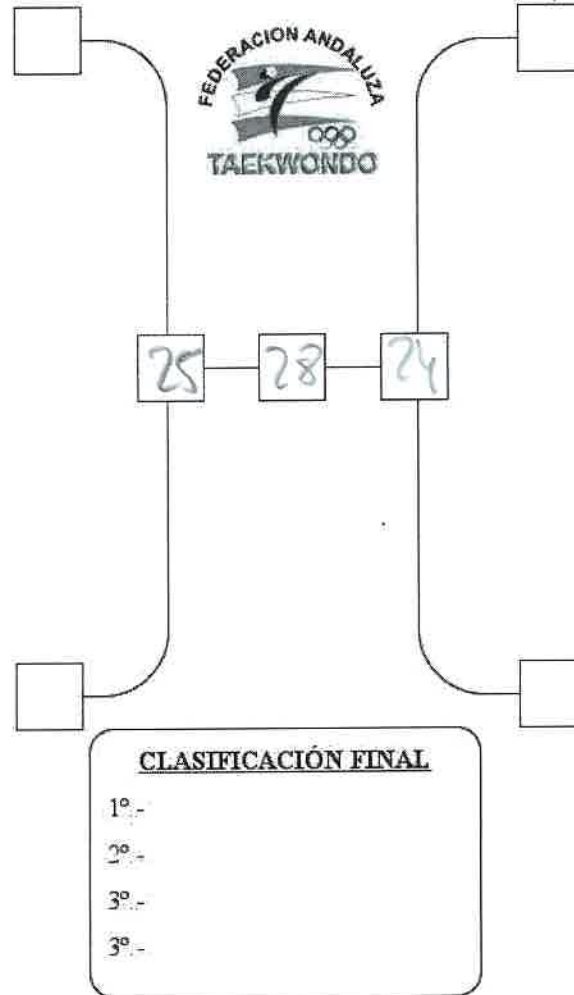 FEDERACION ANDALUZA
TAEKWONDO
25 28 24
CLASIFICACIÓN FINAL
1º.-
2º.-
3º.-
3º.-